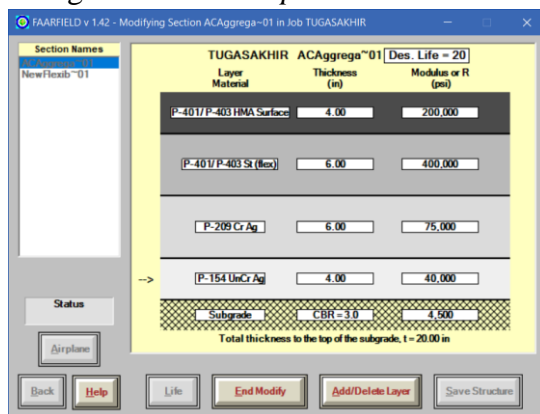 FAARFIELD v 1.42 - Modifying Section ACAggrega~01 in Job TUGASAKHIR
Section Names
ACAggrega~01
NewFlexib~01
TUGASAKHIR ACAggrega~01 Des. Life = 20
Layer Material Thickness (in) Modulus or R (psi)
P-401/ P-403 HMA Surface 4.00 200,000
P-401/ P-403 St (flex) 6.00 400,000
P-209 Cr Ag 6.00 75,000
--> P-154 UnCr Ag 4.00 40,000
Subgrade CBR = 3.0 4,500
Total thickness to the top of the subgrade, t = 20.00 in
Status
Airplane
Back Help Life End Modify Add/Delete Layer Save Structure